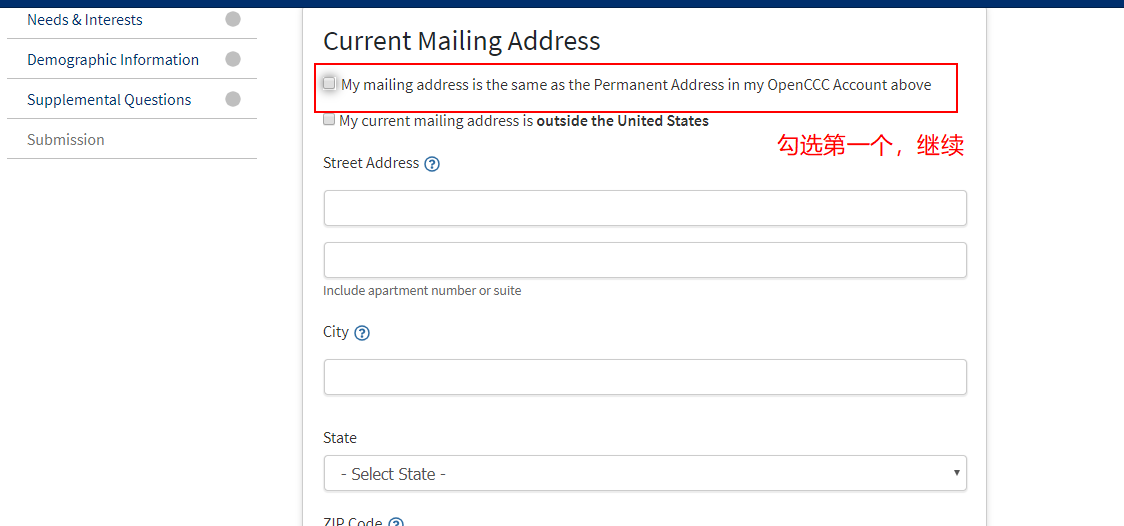 Needs & Interests
Demographic Information
Supplemental Questions
Submission
Current Mailing Address
My mailing address is the same as the Permanent Address in my OpenCCC Account above
My current mailing address is outside the United States
勾选第一个，继续
Street Address ?
Include apartment number or suite
City ?
State
- Select State -
ZIP Code ?